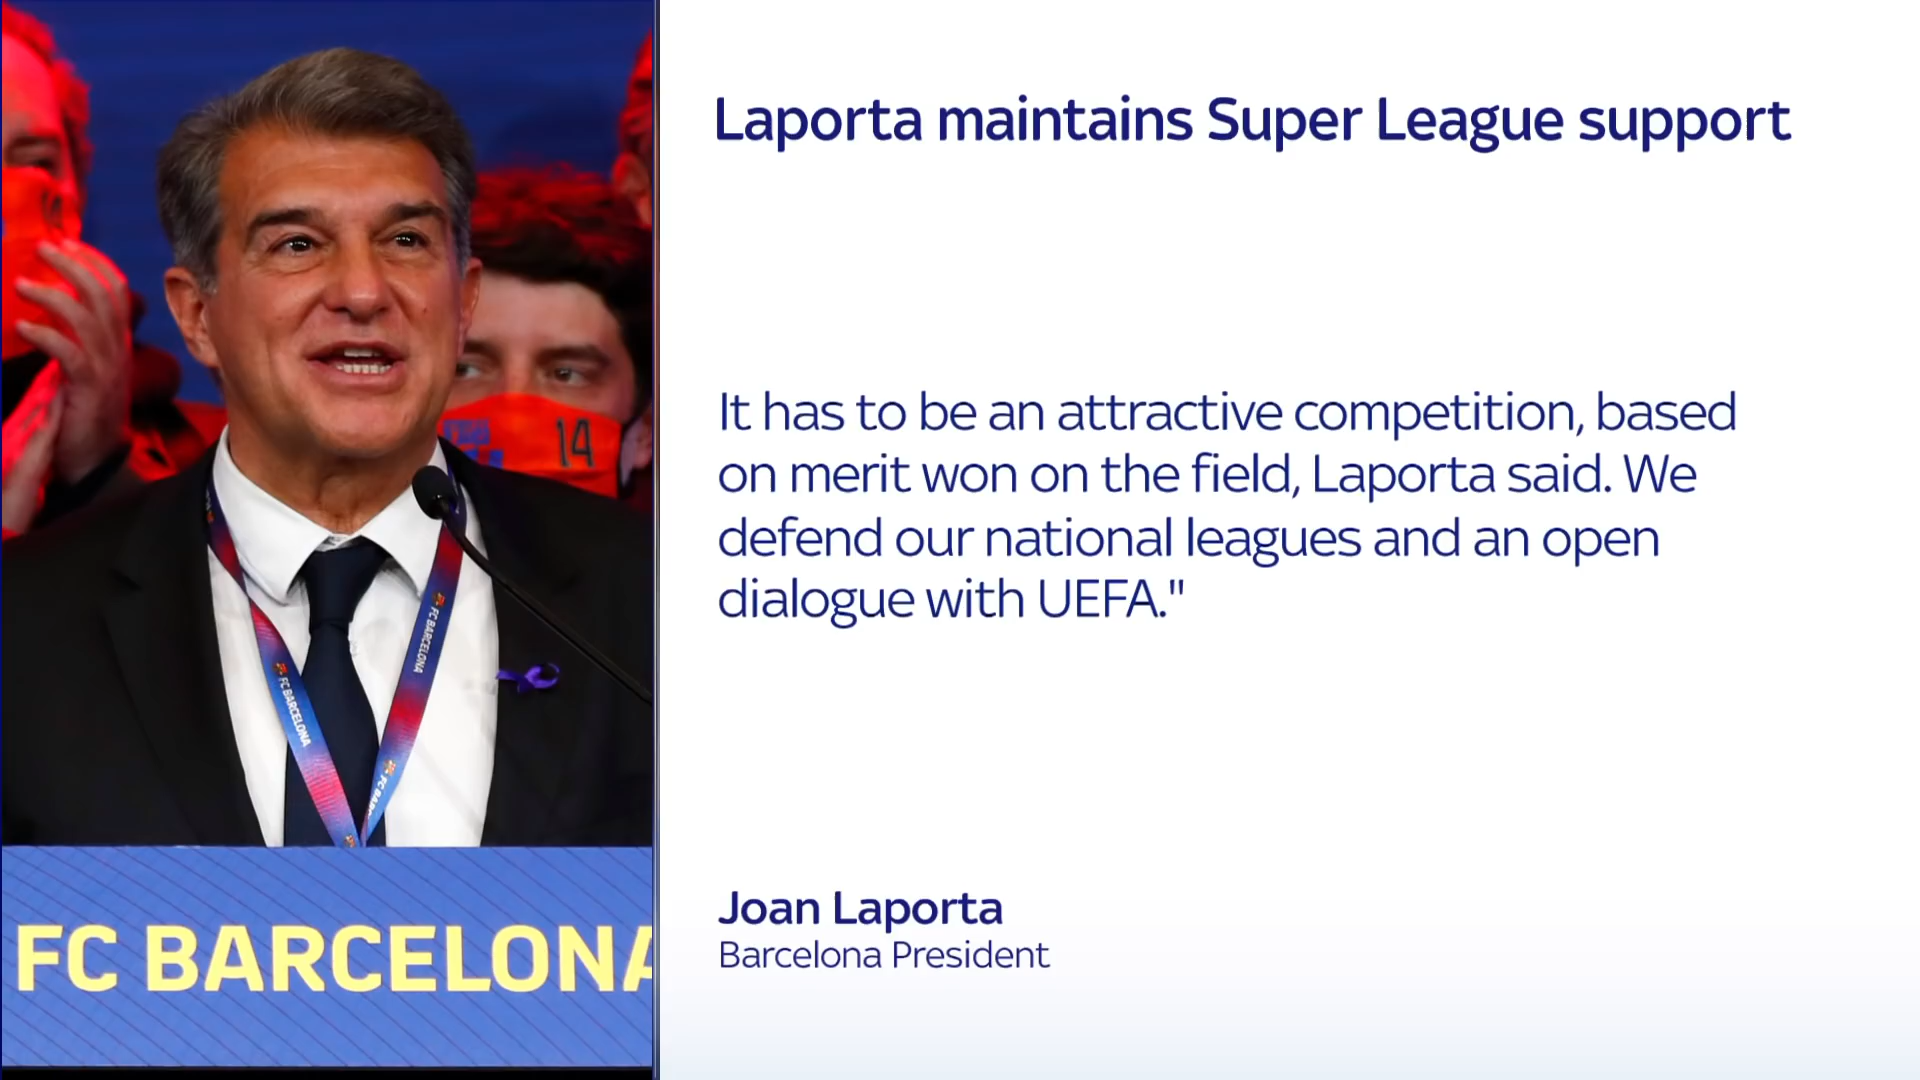 Laporta maintains Super League support
It has to be an attractive competition, based
on merit won on the field, Laporta said. We
defend our national leagues and an open
dialogue with UEFA."
Joan Laporta
Barcelona President
14
FC BARCELONA
FC BARCELONA
FC BARCELONA